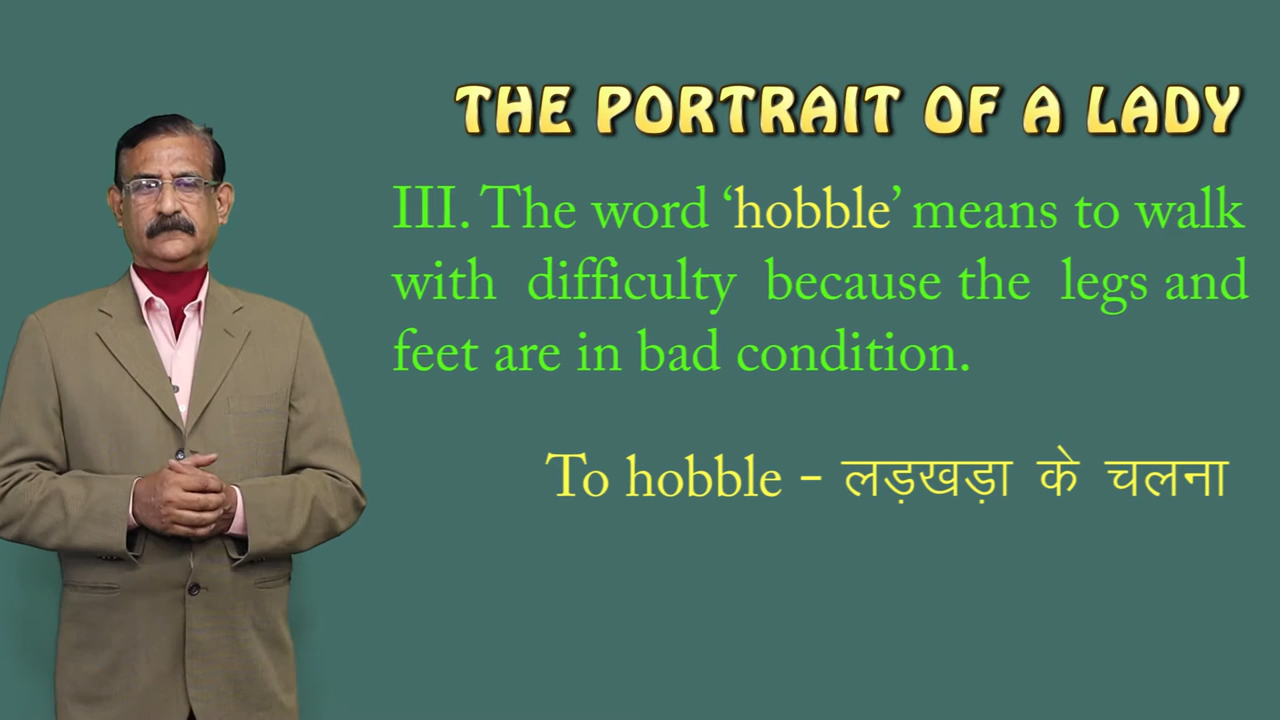 THE PORTRAIT OF A LADY
III. The word ‘hobble’ means to walk
with difficulty because the legs and
feet are in bad condition.
To hobble - लड़खड़ा के चलना